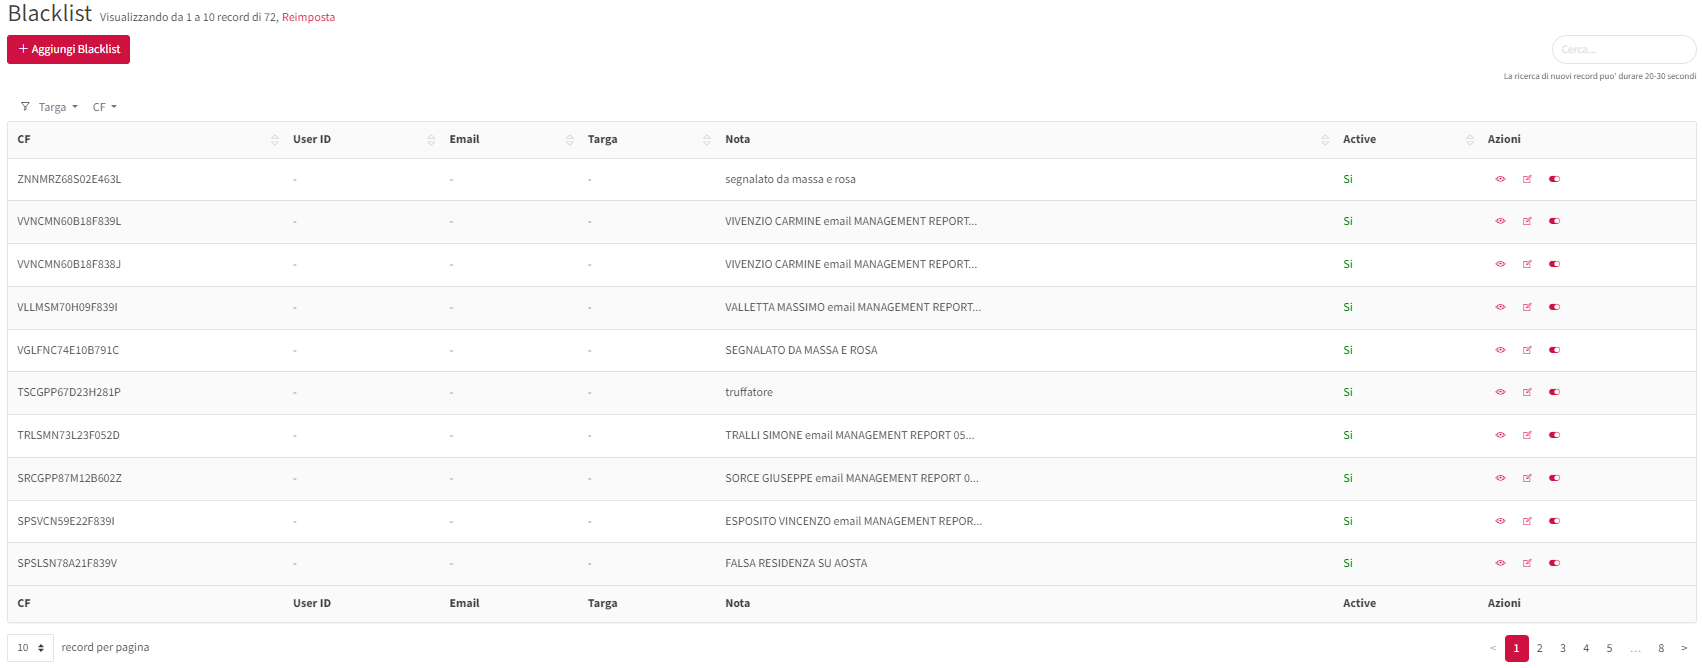 Blacklist Visualizzando da 1 a 10 record di 72, Reimposta
+ Aggiungi Blacklist
Cerca...
La ricerca di nuovi record puo' durare 20-30 secondi
Targa CF
CF User ID Email Targa Nota Active Azioni
ZNNMRZ68S02E463L - - - segnalato da massa e rosa Si
VVNCMN60B18F839L - - - VIVENZIO CARMINE email MANAGEMENT REPORT... Si
VVNCMN60B18F838J - - - VIVENZIO CARMINE email MANAGEMENT REPORT... Si
VLLMSM70H09F839I - - - VALLETTA MASSIMO email MANAGEMENT REPORT... Si
VGLFNC74E10B791C - - - SEGNALATO DA MASSA E ROSA Si
TSCGPP67D23H281P - - - truffatore Si
TRLSMN73L23F052D - - - TRALLI SIMONE email MANAGEMENT REPORT 05... Si
SRCGPP87M12B602Z - - - SORCE GIUSEPPE email MANAGEMENT REPORT 0... Si
SPSVCN59E22F839I - - - ESPOSITO VINCENZO email MANAGEMENT REPOR... Si
SPSLSN78A21F839V - - - FALSA RESIDENZA SU AOSTA Si
CF User ID Email Targa Nota Active Azioni
10 record per pagina
< 1 2 3 4 5 ... 8 >